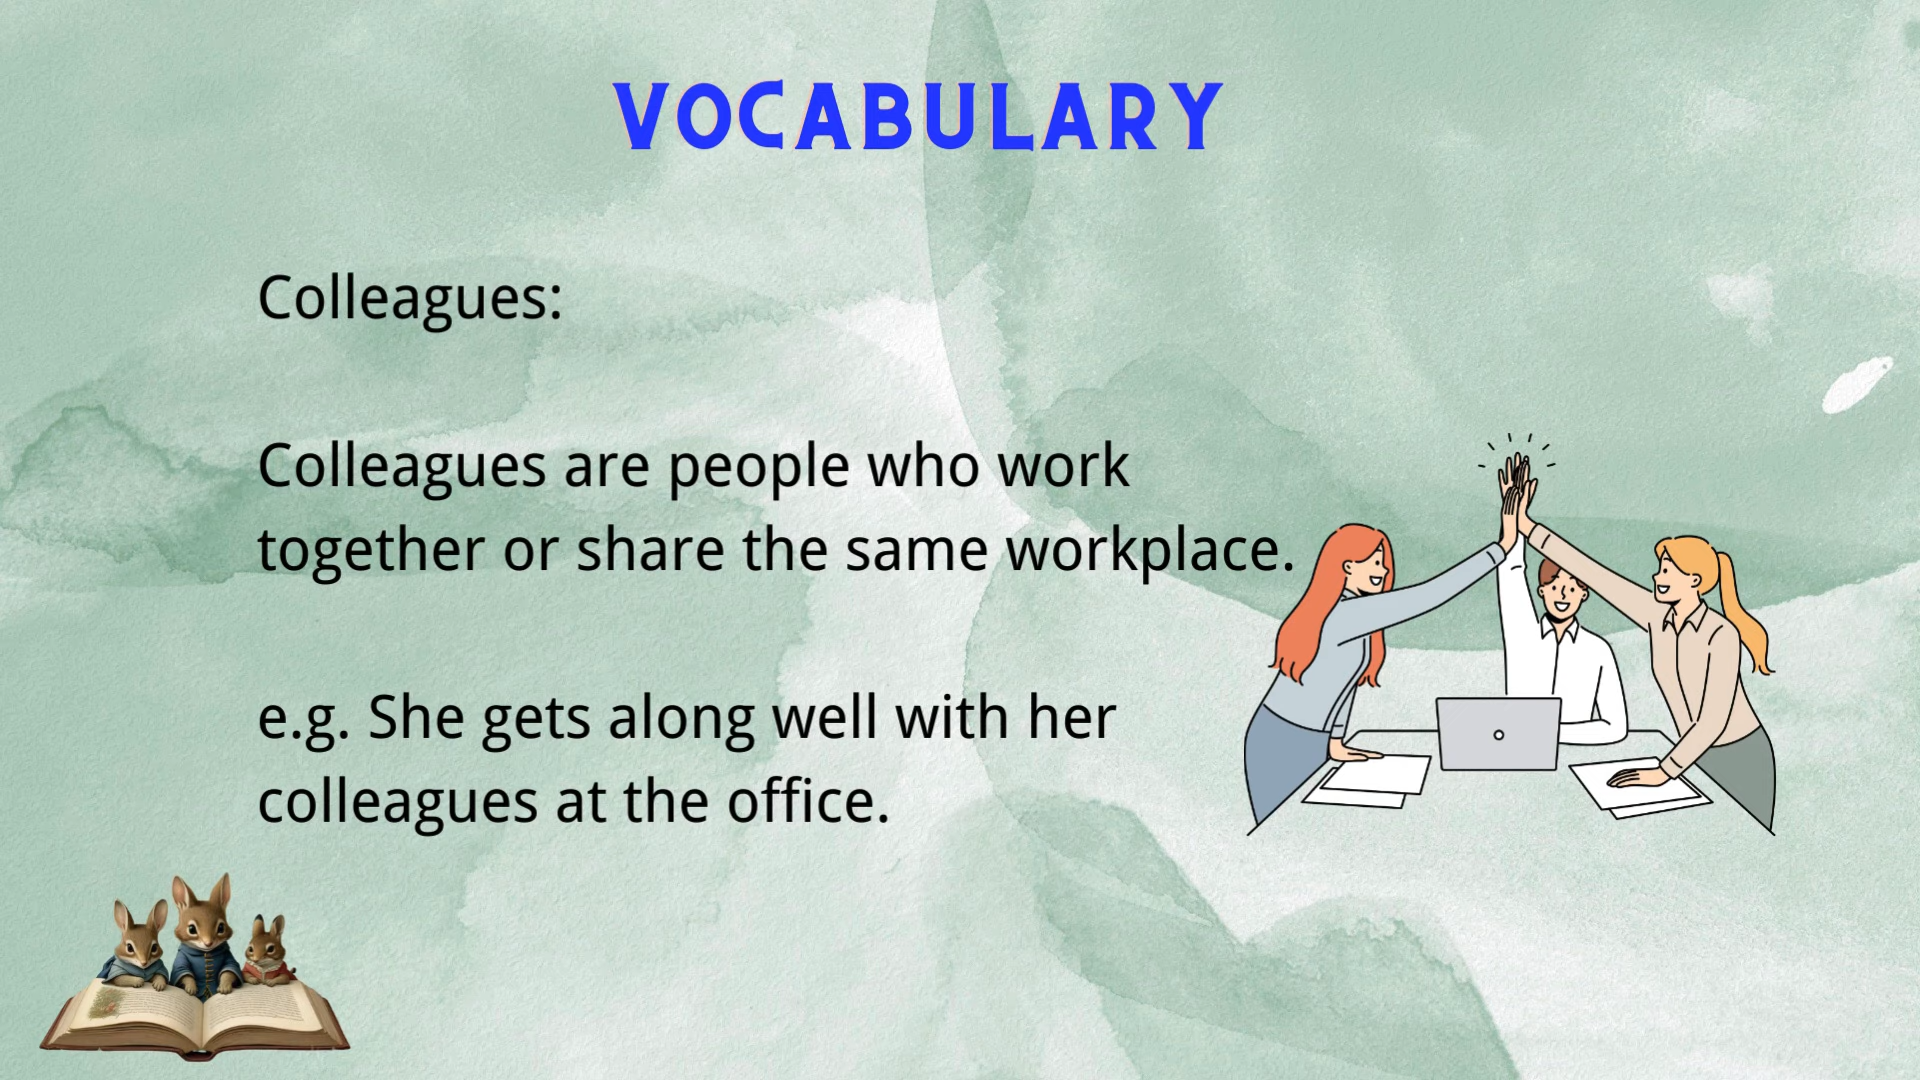 VOCABULARY
Colleagues:
Colleagues are people who work
together or share the same workplace.
e.g. She gets along well with her
colleagues at the office.